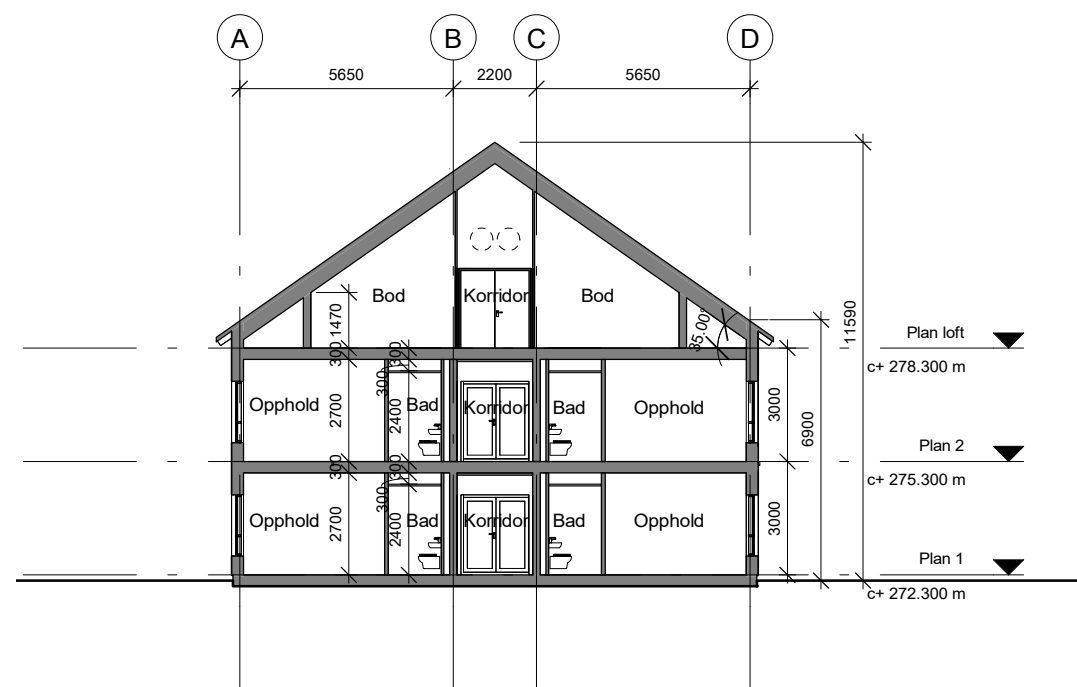 A B C D
5650 2200 5650
Bod Korridor Bod
1470
35.00°
11590
Plan loft
c+ 278.300 m
300 300
300
Opphold 2700 2400 Bad Korridor Bad Opphold
3000
6900
Plan 2
c+ 275.300 m
300 300
300
Opphold 2700 2400 Bad Korridor Bad Opphold
3000
Plan 1
c+ 272.300 m